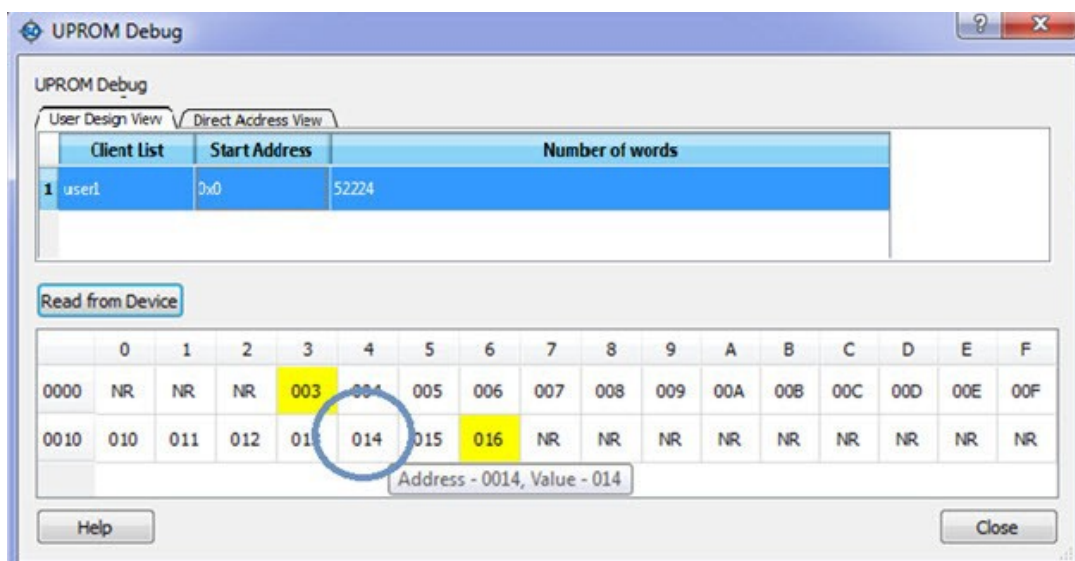 UPROM Debug
UPROM Debug
User Design View Direct Address View
Client List Start Address Number of words
1 user1 0x0 52224
Read from Device
0 1 2 3 4 5 6 7 8 9 A B C D E F
0000 NR NR NR 003 004 005 006 007 008 009 00A 00B 00C 00D 00E 00F
0010 010 011 012 013 014 015 016 NR NR NR NR NR NR NR NR NR
Address - 0014, Value - 014
Help Close